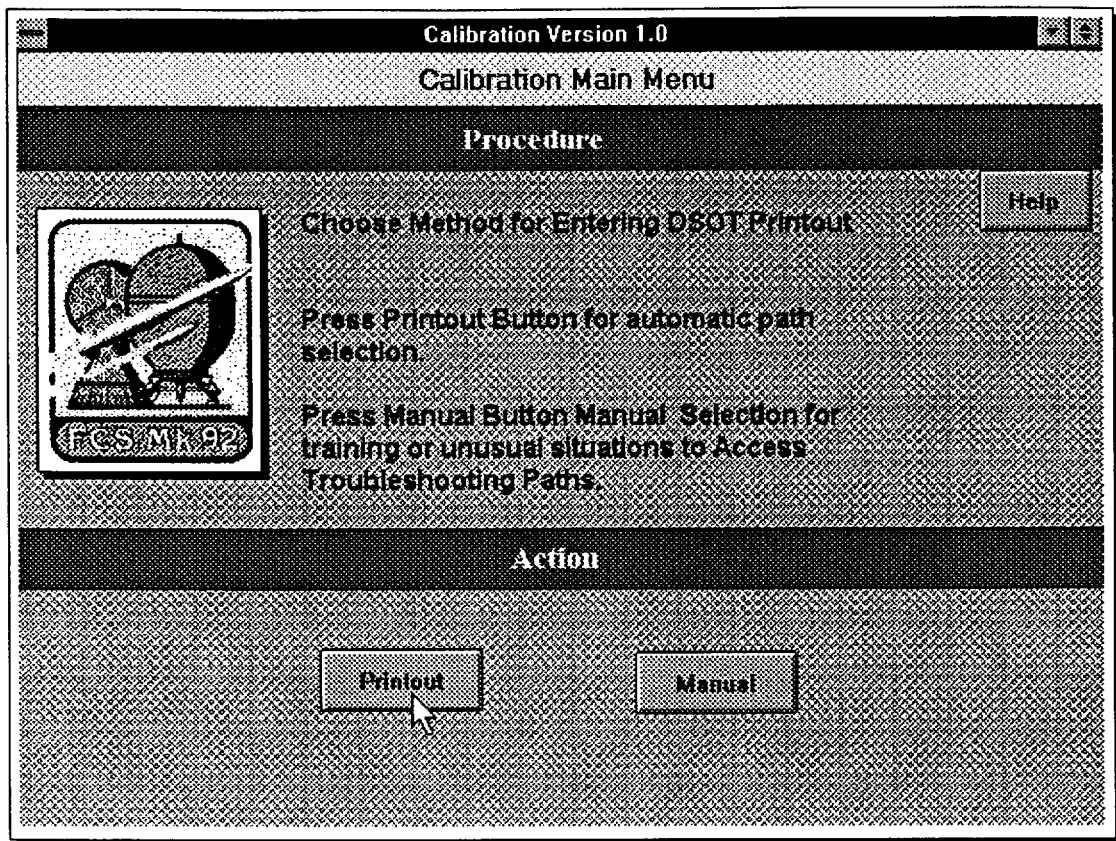 Calibration Version 1.0
Calibration Main Menu
Procedure
Help
Choose Method for Entering DSOT Printout
Press Printout Button for automatic path
selection.
Press Manual Button Manual Selection for
training or unusual situations to Access
Troubleshooting Paths.
FCS Mk 92
Action
Printout
Manual